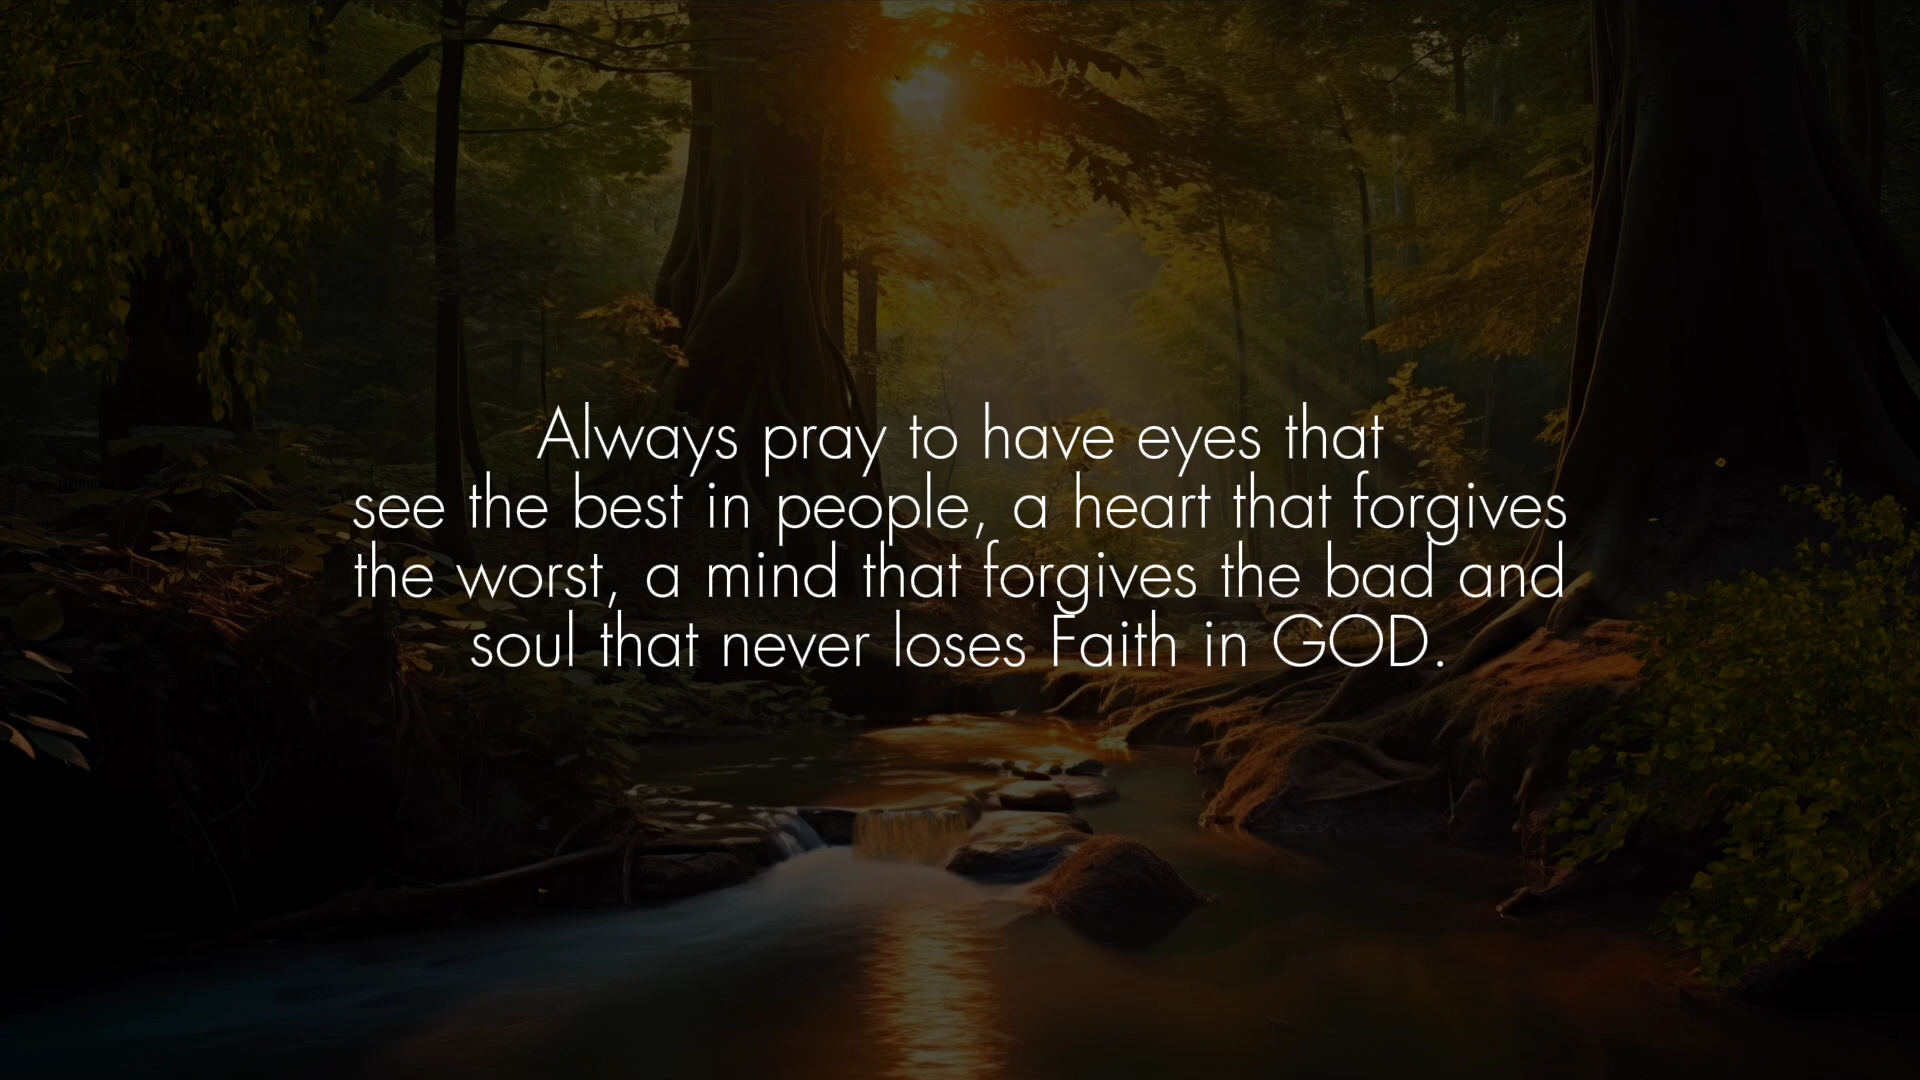 Always pray to have eyes that
see the best in people, a heart that forgives
the worst, a mind that forgives the bad and
soul that never loses Faith in GOD.